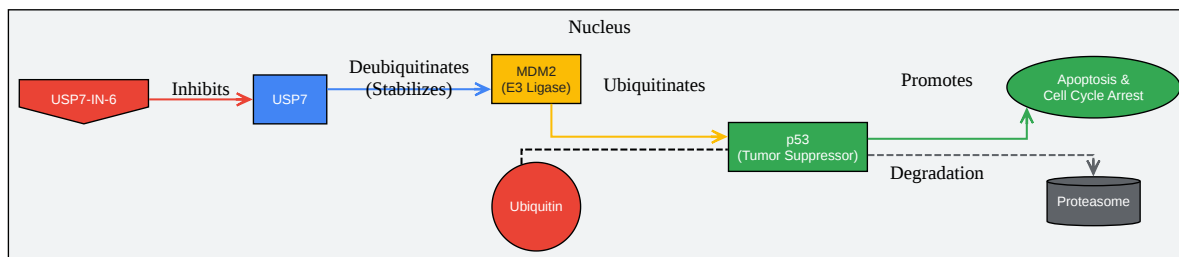 Nucleus
USP7-IN-6
Inhibits
USP7
Deubiquitinates
(Stabilizes)
MDM2
(E3 Ligase)
Ubiquitinates
Promotes
Apoptosis &
Cell Cycle Arrest
p53
(Tumor Suppressor)
Degradation
Ubiquitin
Proteasome